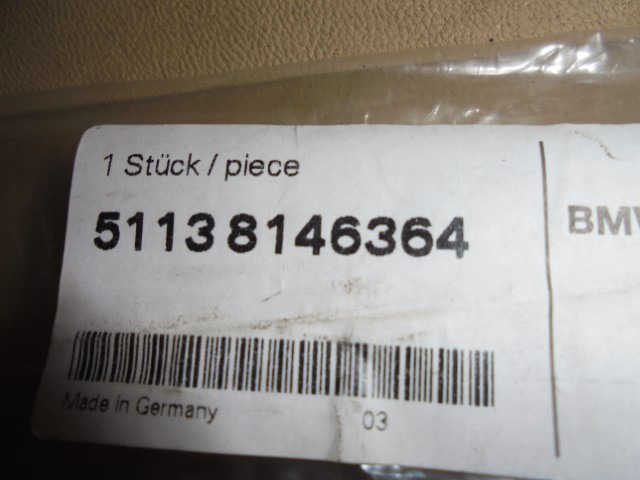 1 Stück / piece
51138146364
BMW
Made in Germany
03